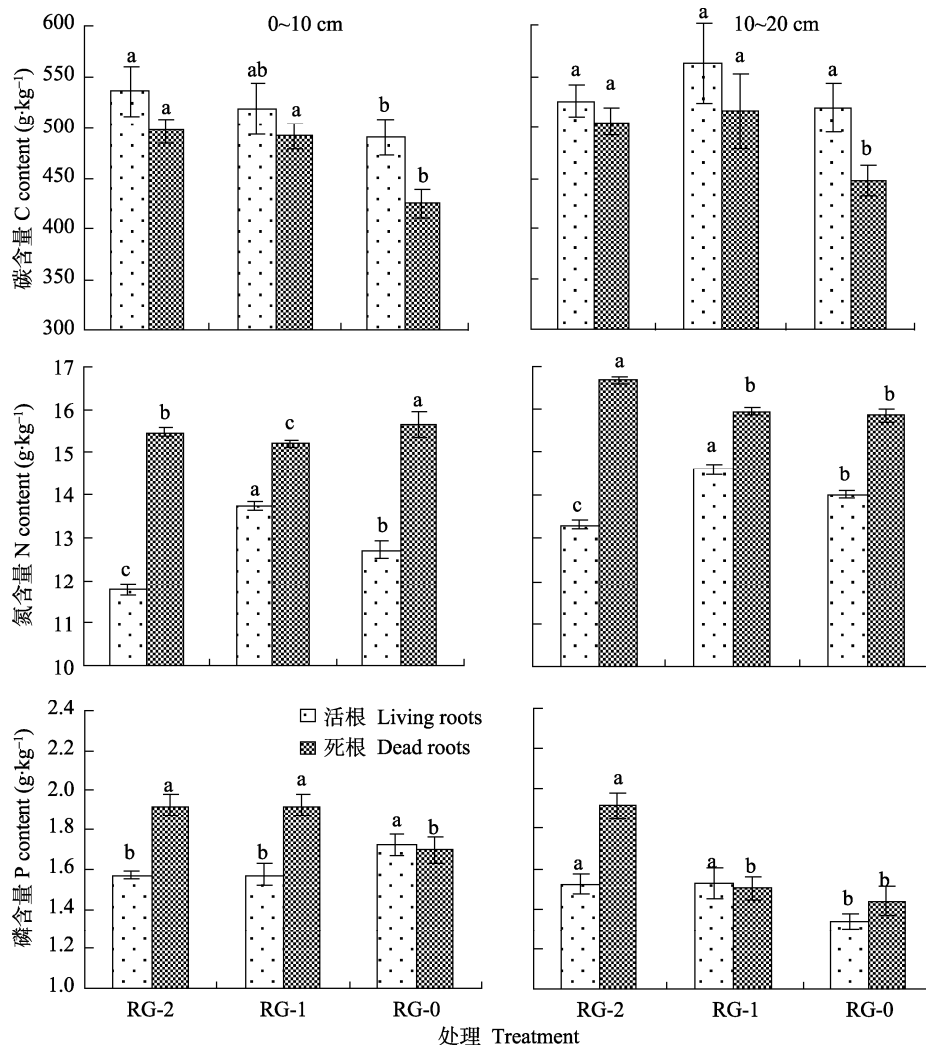 0~10 cm
10~20 cm
碳含量 C content (g·kg⁻¹)
600
550
500
450
400
350
300
a
a
ab
a
b
b
a
a
a
a
a
b
氮含量 N content (g·kg⁻¹)
17
16
15
14
13
12
11
10
c
b
a
c
b
a
c
a
a
b
b
b
磷含量 P content (g·kg⁻¹)
2.4
2.2
2.0
1.8
1.6
1.4
1.2
1.0
活根 Living roots
死根 Dead roots
b
a
b
a
a
b
a
a
a
b
b
b
RG-2 RG-1 RG-0
RG-2 RG-1 RG-0
处理 Treatment